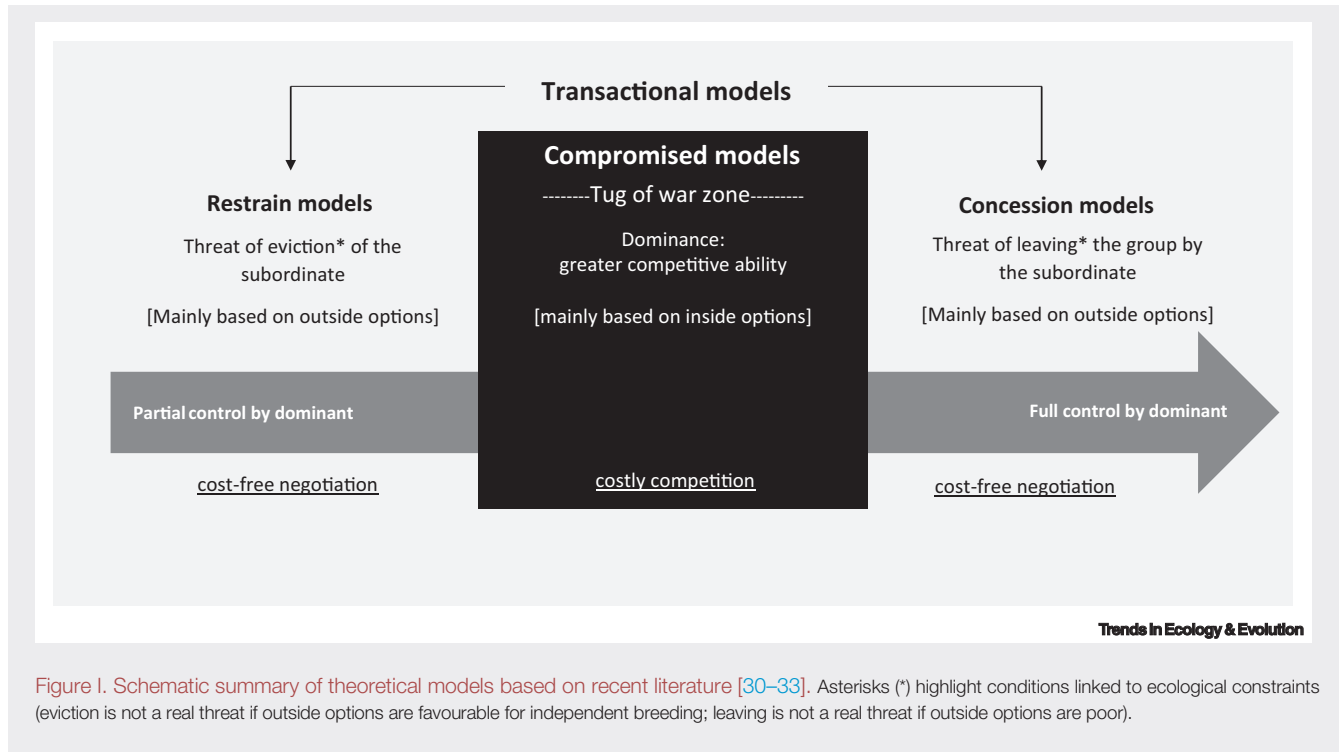 Transactional models
Restrain models
Threat of eviction* of the
subordinate
[Mainly based on outside options]
Compromised models
--------Tug of war zone---------
Dominance:
greater competitive ability
[mainly based on inside options]
Concession models
Threat of leaving* the group by
the subordinate
[Mainly based on outside options]
Partial control by dominant
Full control by dominant
cost-free negotiation
costly competition
cost-free negotiation
Trends in Ecology & Evolution
Figure I. Schematic summary of theoretical models based on recent literature [30–33]. Asterisks (*) highlight conditions linked to ecological constraints
(eviction is not a real threat if outside options are favourable for independent breeding; leaving is not a real threat if outside options are poor).